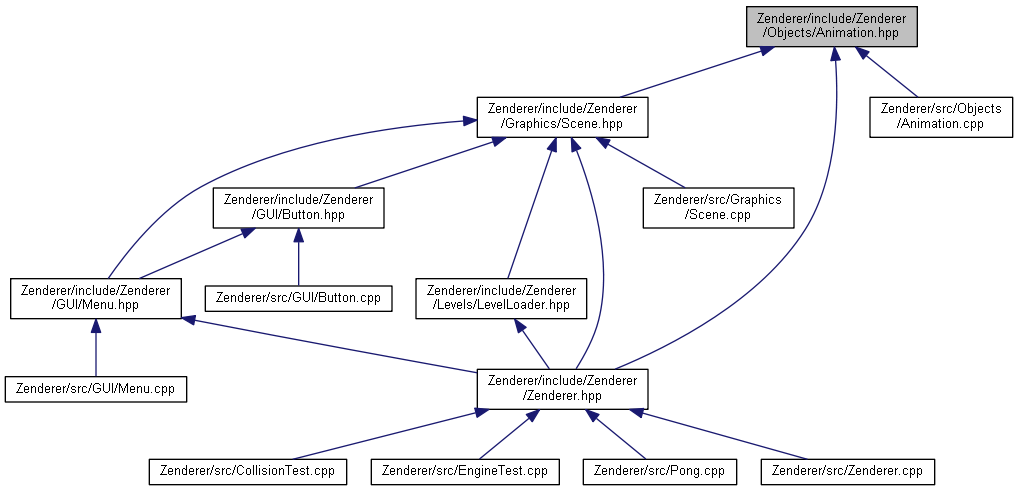 Zenderer/include/Zenderer
/Objects/Animation.hpp
Zenderer/include/Zenderer
/Graphics/Scene.hpp
Zenderer/src/Objects
/Animation.cpp
Zenderer/include/Zenderer
/GUI/Button.hpp
Zenderer/src/Graphics
/Scene.cpp
Zenderer/include/Zenderer
/GUI/Menu.hpp
Zenderer/src/GUI/Button.cpp
Zenderer/include/Zenderer
/Levels/LevelLoader.hpp
Zenderer/src/GUI/Menu.cpp
Zenderer/include/Zenderer
/Zenderer.hpp
Zenderer/src/CollisionTest.cpp
Zenderer/src/EngineTest.cpp
Zenderer/src/Pong.cpp
Zenderer/src/Zenderer.cpp